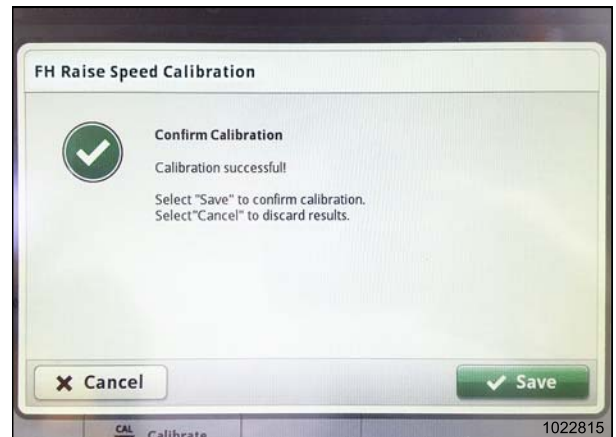 FH Raise Speed Calibration
Confirm Calibration
Calibration successful!
Select "Save" to confirm calibration.
Select"Cancel" to discard results.
Cancel
Save
CAL Calibrate
1022815